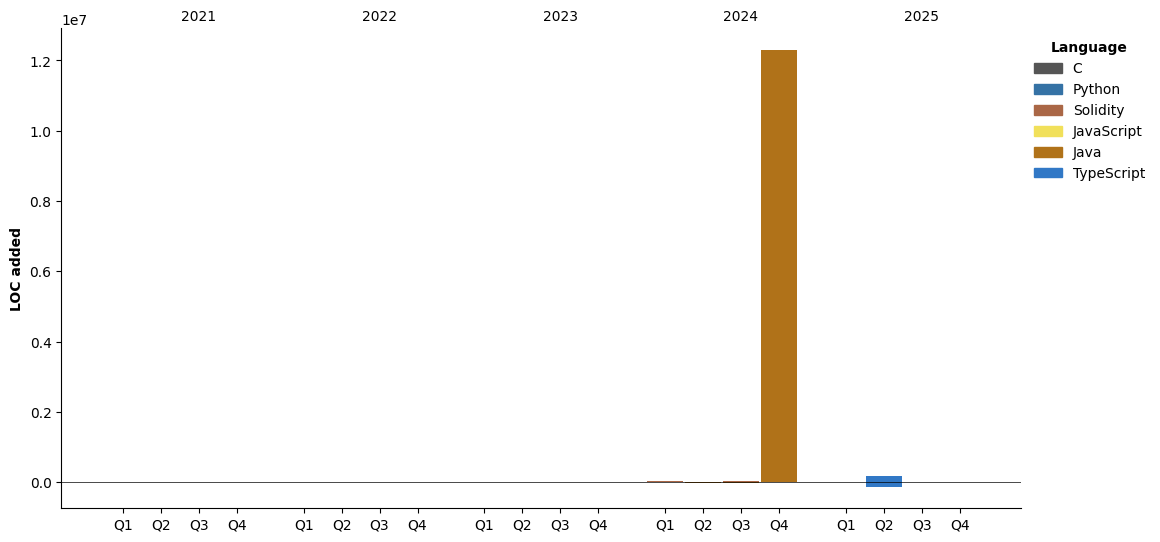 2021 2022 2023 2024 2025
1e7
1.2
1.0
0.8
0.6
0.4
0.2
0.0
LOC added
Q1 Q2 Q3 Q4 Q1 Q2 Q3 Q4 Q1 Q2 Q3 Q4 Q1 Q2 Q3 Q4 Q1 Q2 Q3 Q4
Language
C
Python
Solidity
JavaScript
Java
TypeScript